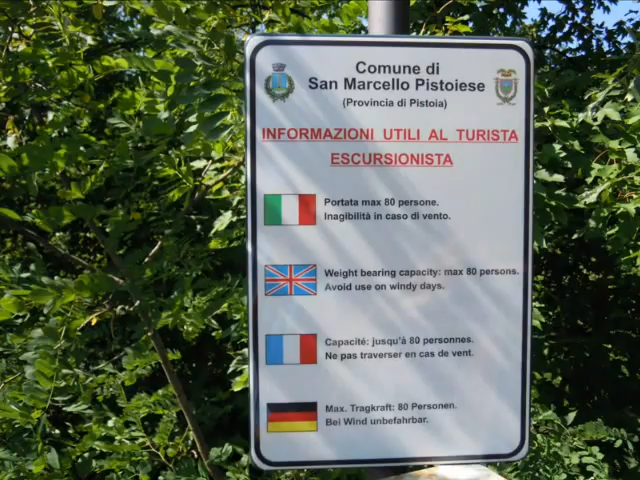 Comune di
San Marcello Pistoiese
(Provincia di Pistoia)
INFORMAZIONI UTILI AL TURISTA
ESCURSIONISTA
Portata max 80 persone.
Inagibilità in caso di vento.
Weight bearing capacity: max 80 persons.
Avoid use on windy days.
Capacité: jusqu'à 80 personnes.
Ne pas traverser en cas de vent.
Max. Tragkraft: 80 Personen.
Bei Wind unbefahrbar.